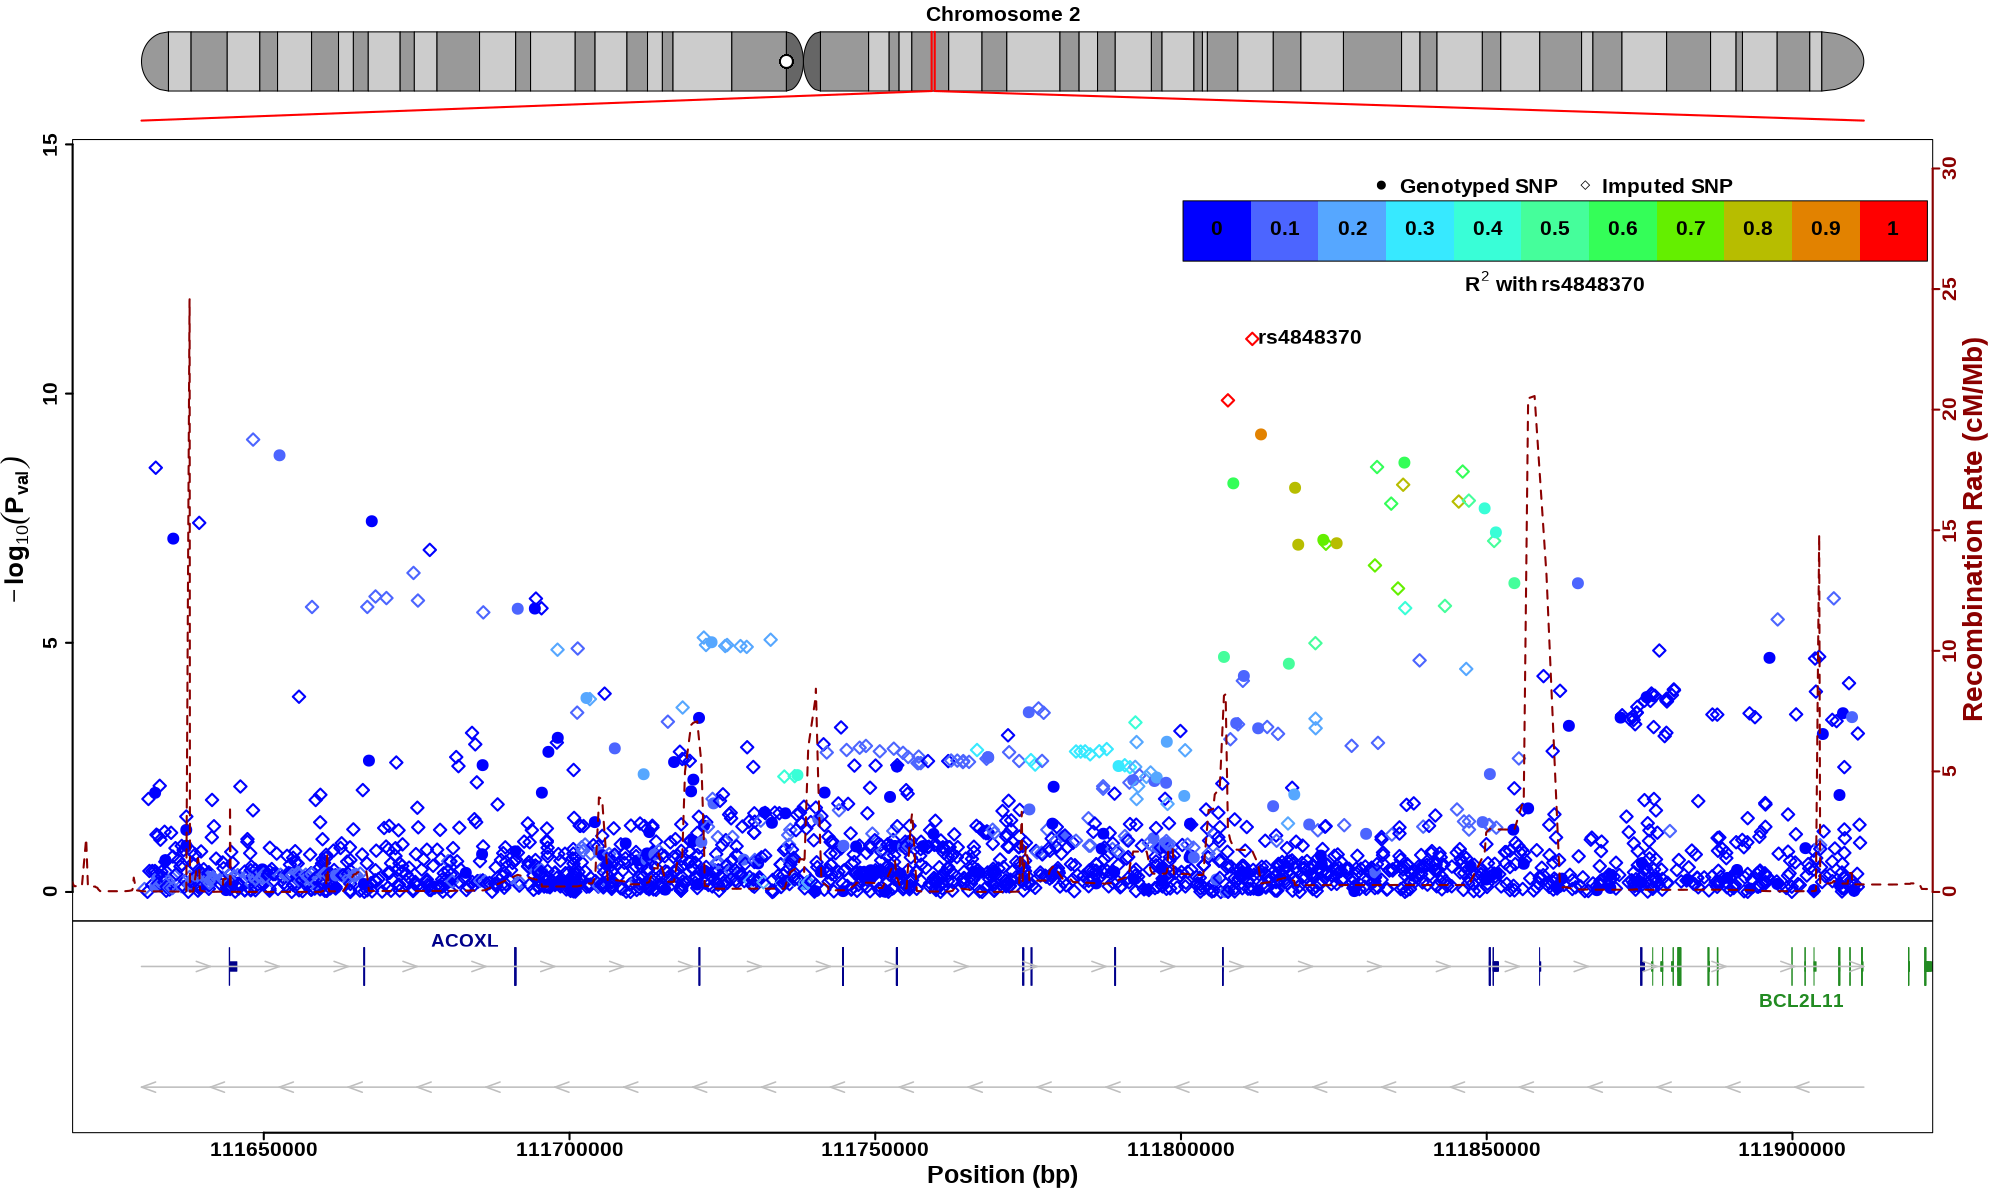 Chromosome 2
15
10
5
0
−log10(Pval)
30
25
20
15
10
5
0
Recombination Rate (cM/Mb)
Genotyped SNP
Imputed SNP
0 0.1 0.2 0.3 0.4 0.5 0.6 0.7 0.8 0.9 1
R2 with rs4848370
rs4848370
ACOXL
BCL2L11
111650000 111700000 111750000 111800000 111850000 111900000
Position (bp)